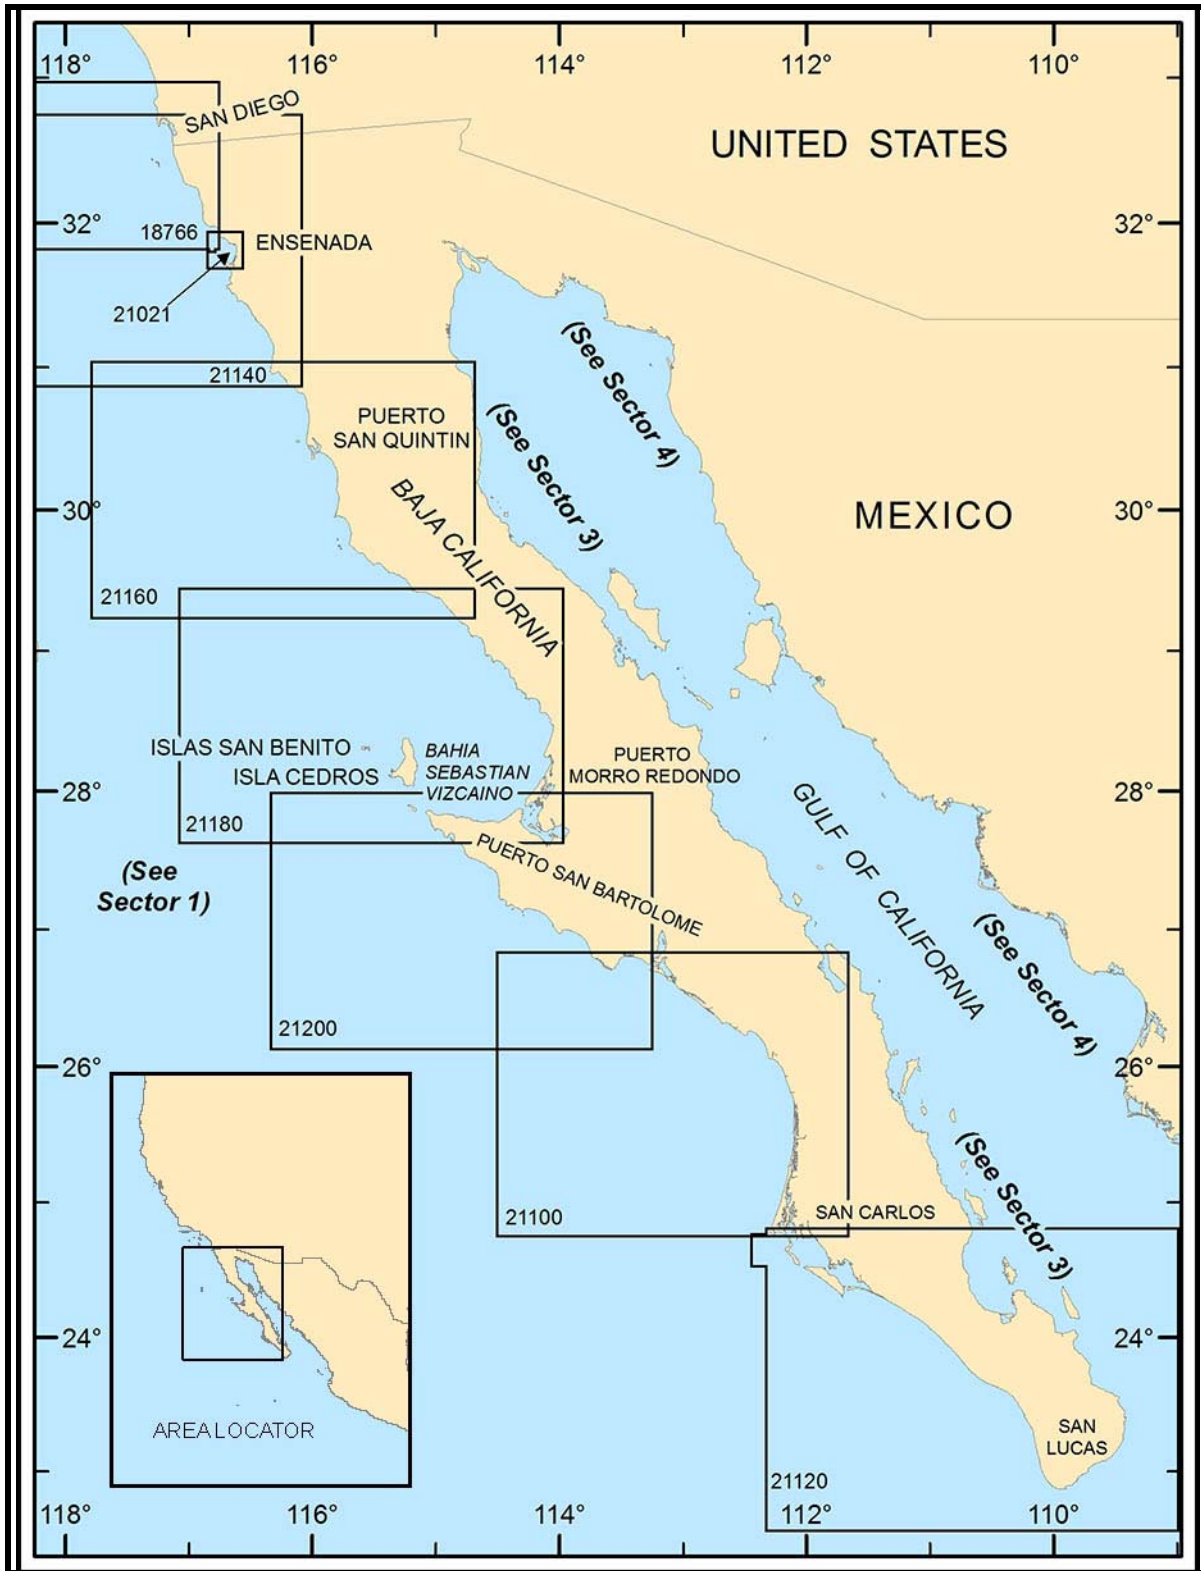 118°
116°
114°
112°
110°
SAN DIEGO
UNITED STATES
32°
32°
18766
ENSENADA
21021
(See Sector 4)
21140
PUERTO
SAN QUINTIN
(See Sector 3)
BAJA CALIFORNIA
30°
MEXICO
30°
21160
ISLAS SAN BENITO
ISLA CEDROS
BAHIA
SEBASTIAN
VIZCAINO
PUERTO
MORRO REDONDO
28°
28°
GULF OF CALIFORNIA
21180
PUERTO SAN BARTOLOME
(See
Sector 1)
(See Sector 4)
21200
26°
26°
(See Sector 3)
21100
SAN CARLOS
24°
24°
AREA LOCATOR
SAN
LUCAS
21120
118°
116°
114°
112°
110°